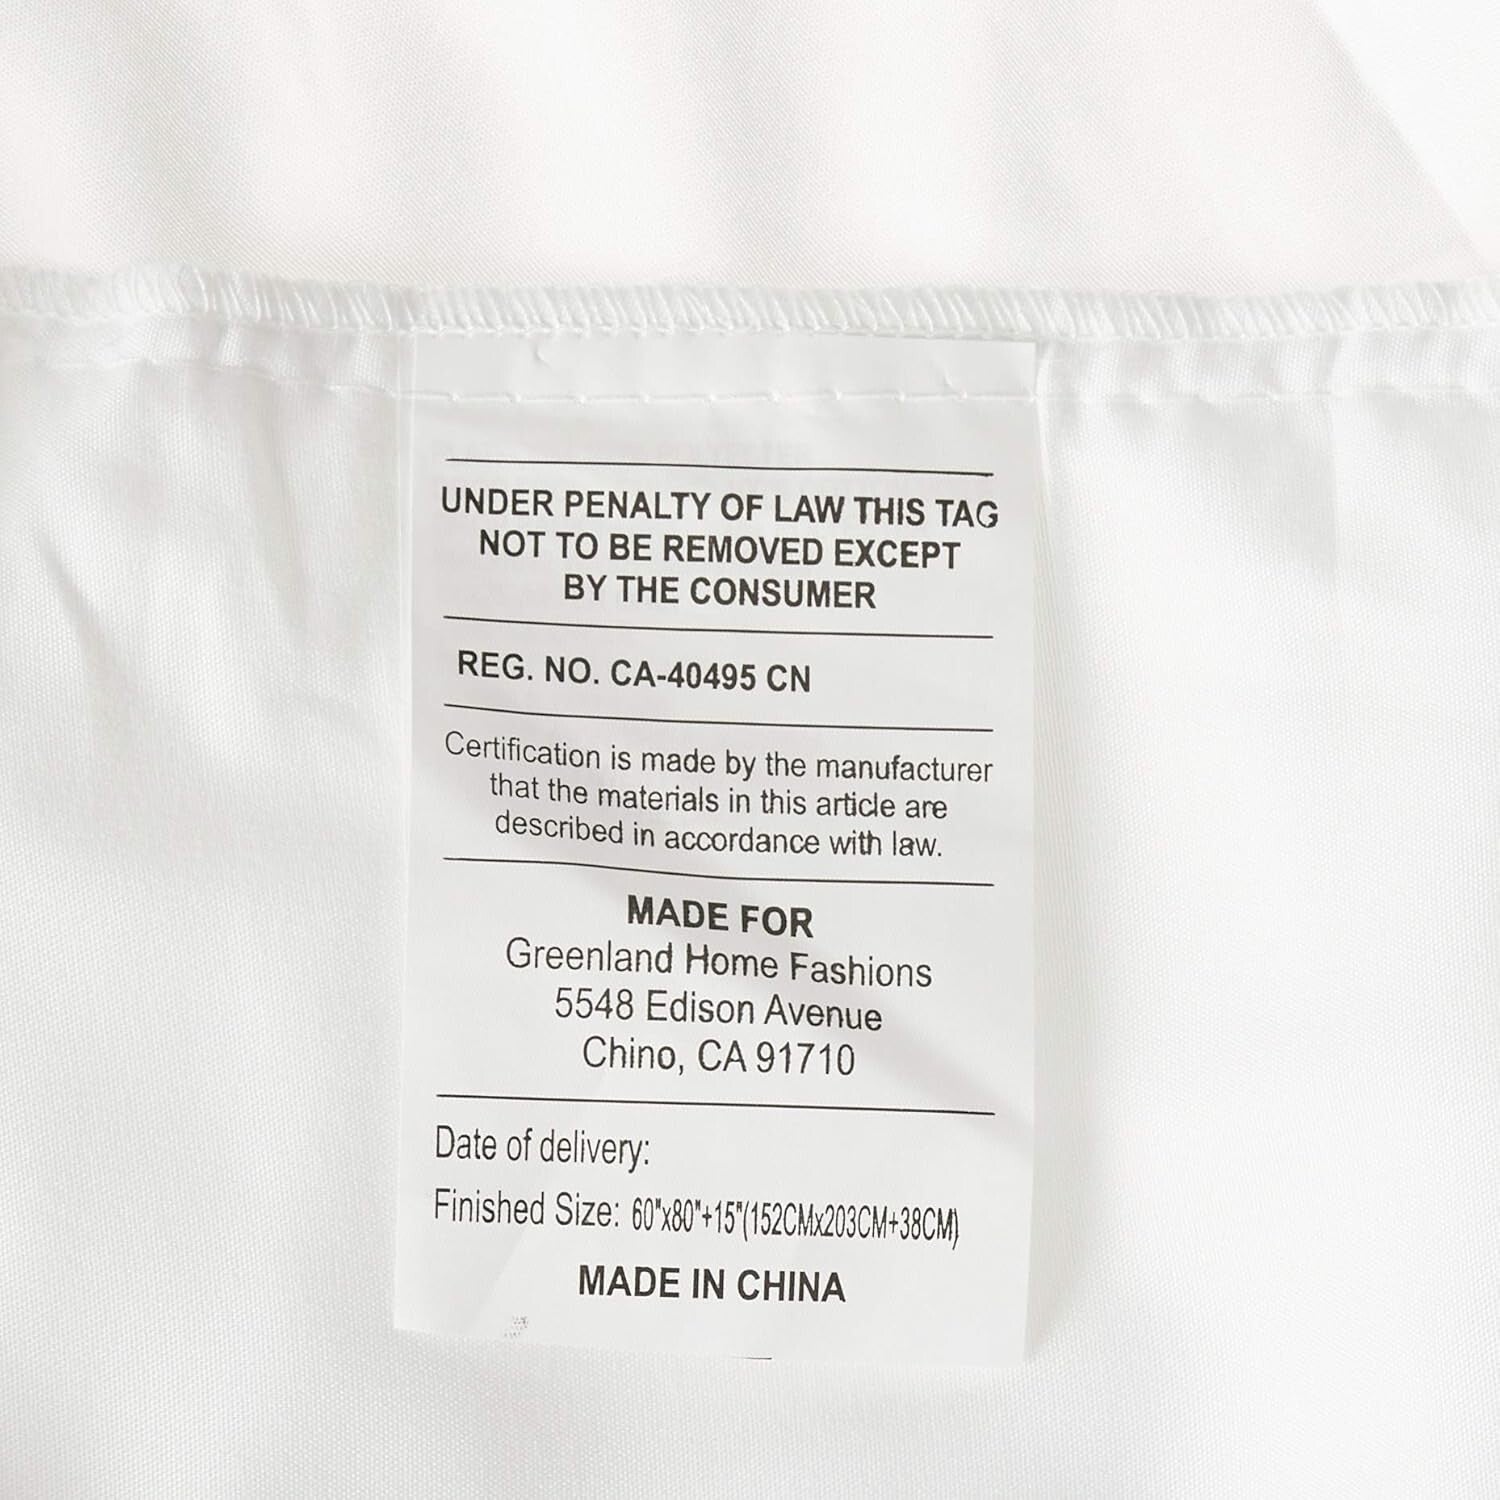 UNDER PENALTY OF LAW THIS TAG
NOT TO BE REMOVED EXCEPT
BY THE CONSUMER
REG. NO. CA-40495 CN
Certification is made by the manufacturer
that the materials in this article are
described in accordance with law.
MADE FOR
Greenland Home Fashions
5548 Edison Avenue
Chino, CA 91710
Date of delivery:
Finished Size: 60"x80"+15"(152CMx203CM+38CM)
MADE IN CHINA